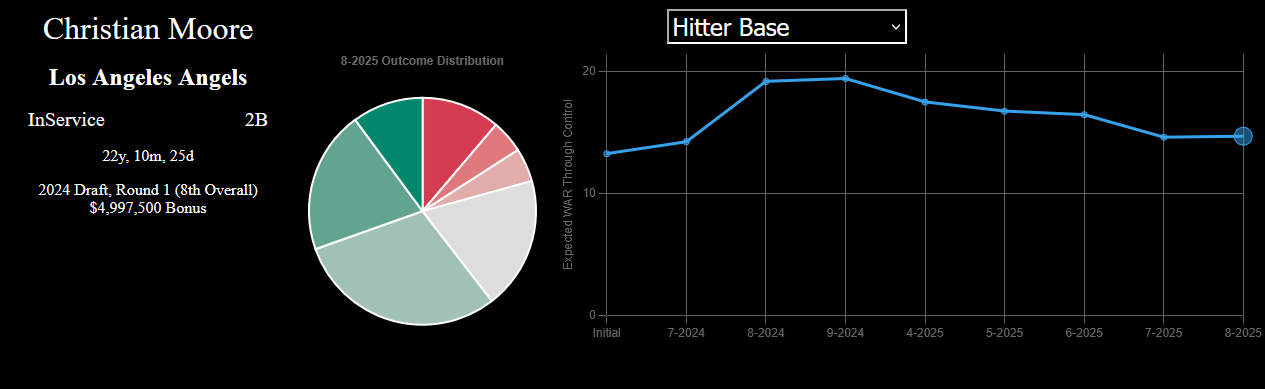 Christian Moore
Los Angeles Angels
InService 2B
22y, 10m, 25d
2024 Draft, Round 1 (8th Overall)
$4,997,500 Bonus
8-2025 Outcome Distribution
Hitter Base
Expected WAR Through Control
20
10
0
Initial 7-2024 8-2024 9-2024 4-2025 5-2025 6-2025 7-2025 8-2025